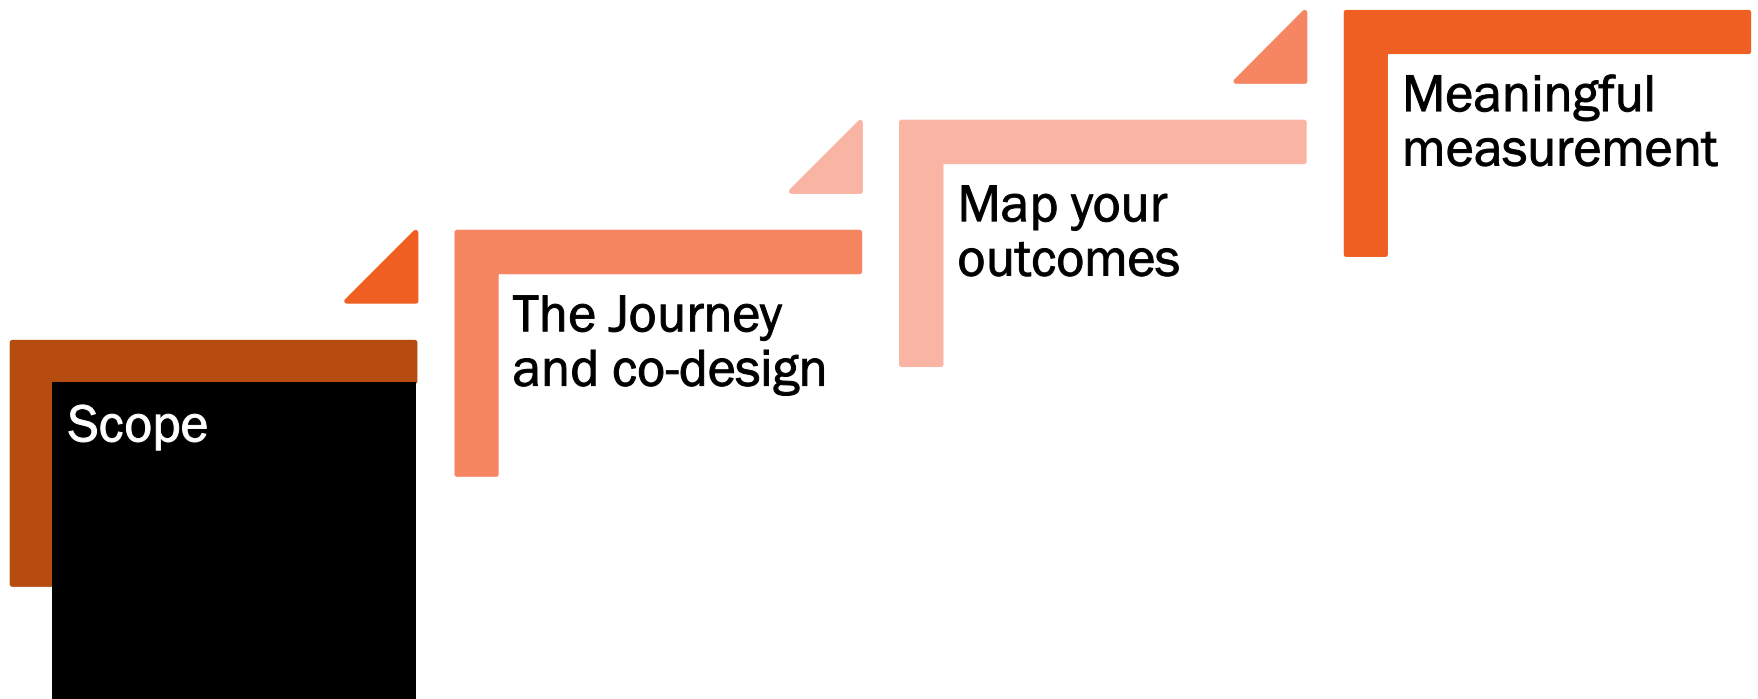 Scope
The Journey
and co-design
Map your
outcomes
Meaningful
measurement